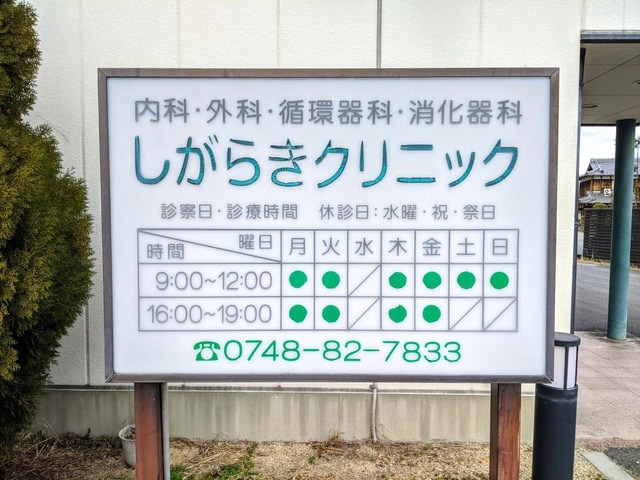 内科・外科・循環器科・消化器科
しがらきクリニック
診察日・診療時間 休診日:水曜・祝・祭日
時間 曜日 月 火 水 木 金 土 日
9:00~12:00 ● ● ／ ● ● ● ●
16:00~19:00 ● ● ／ ● ● ／ ／
☎0748-82-7833